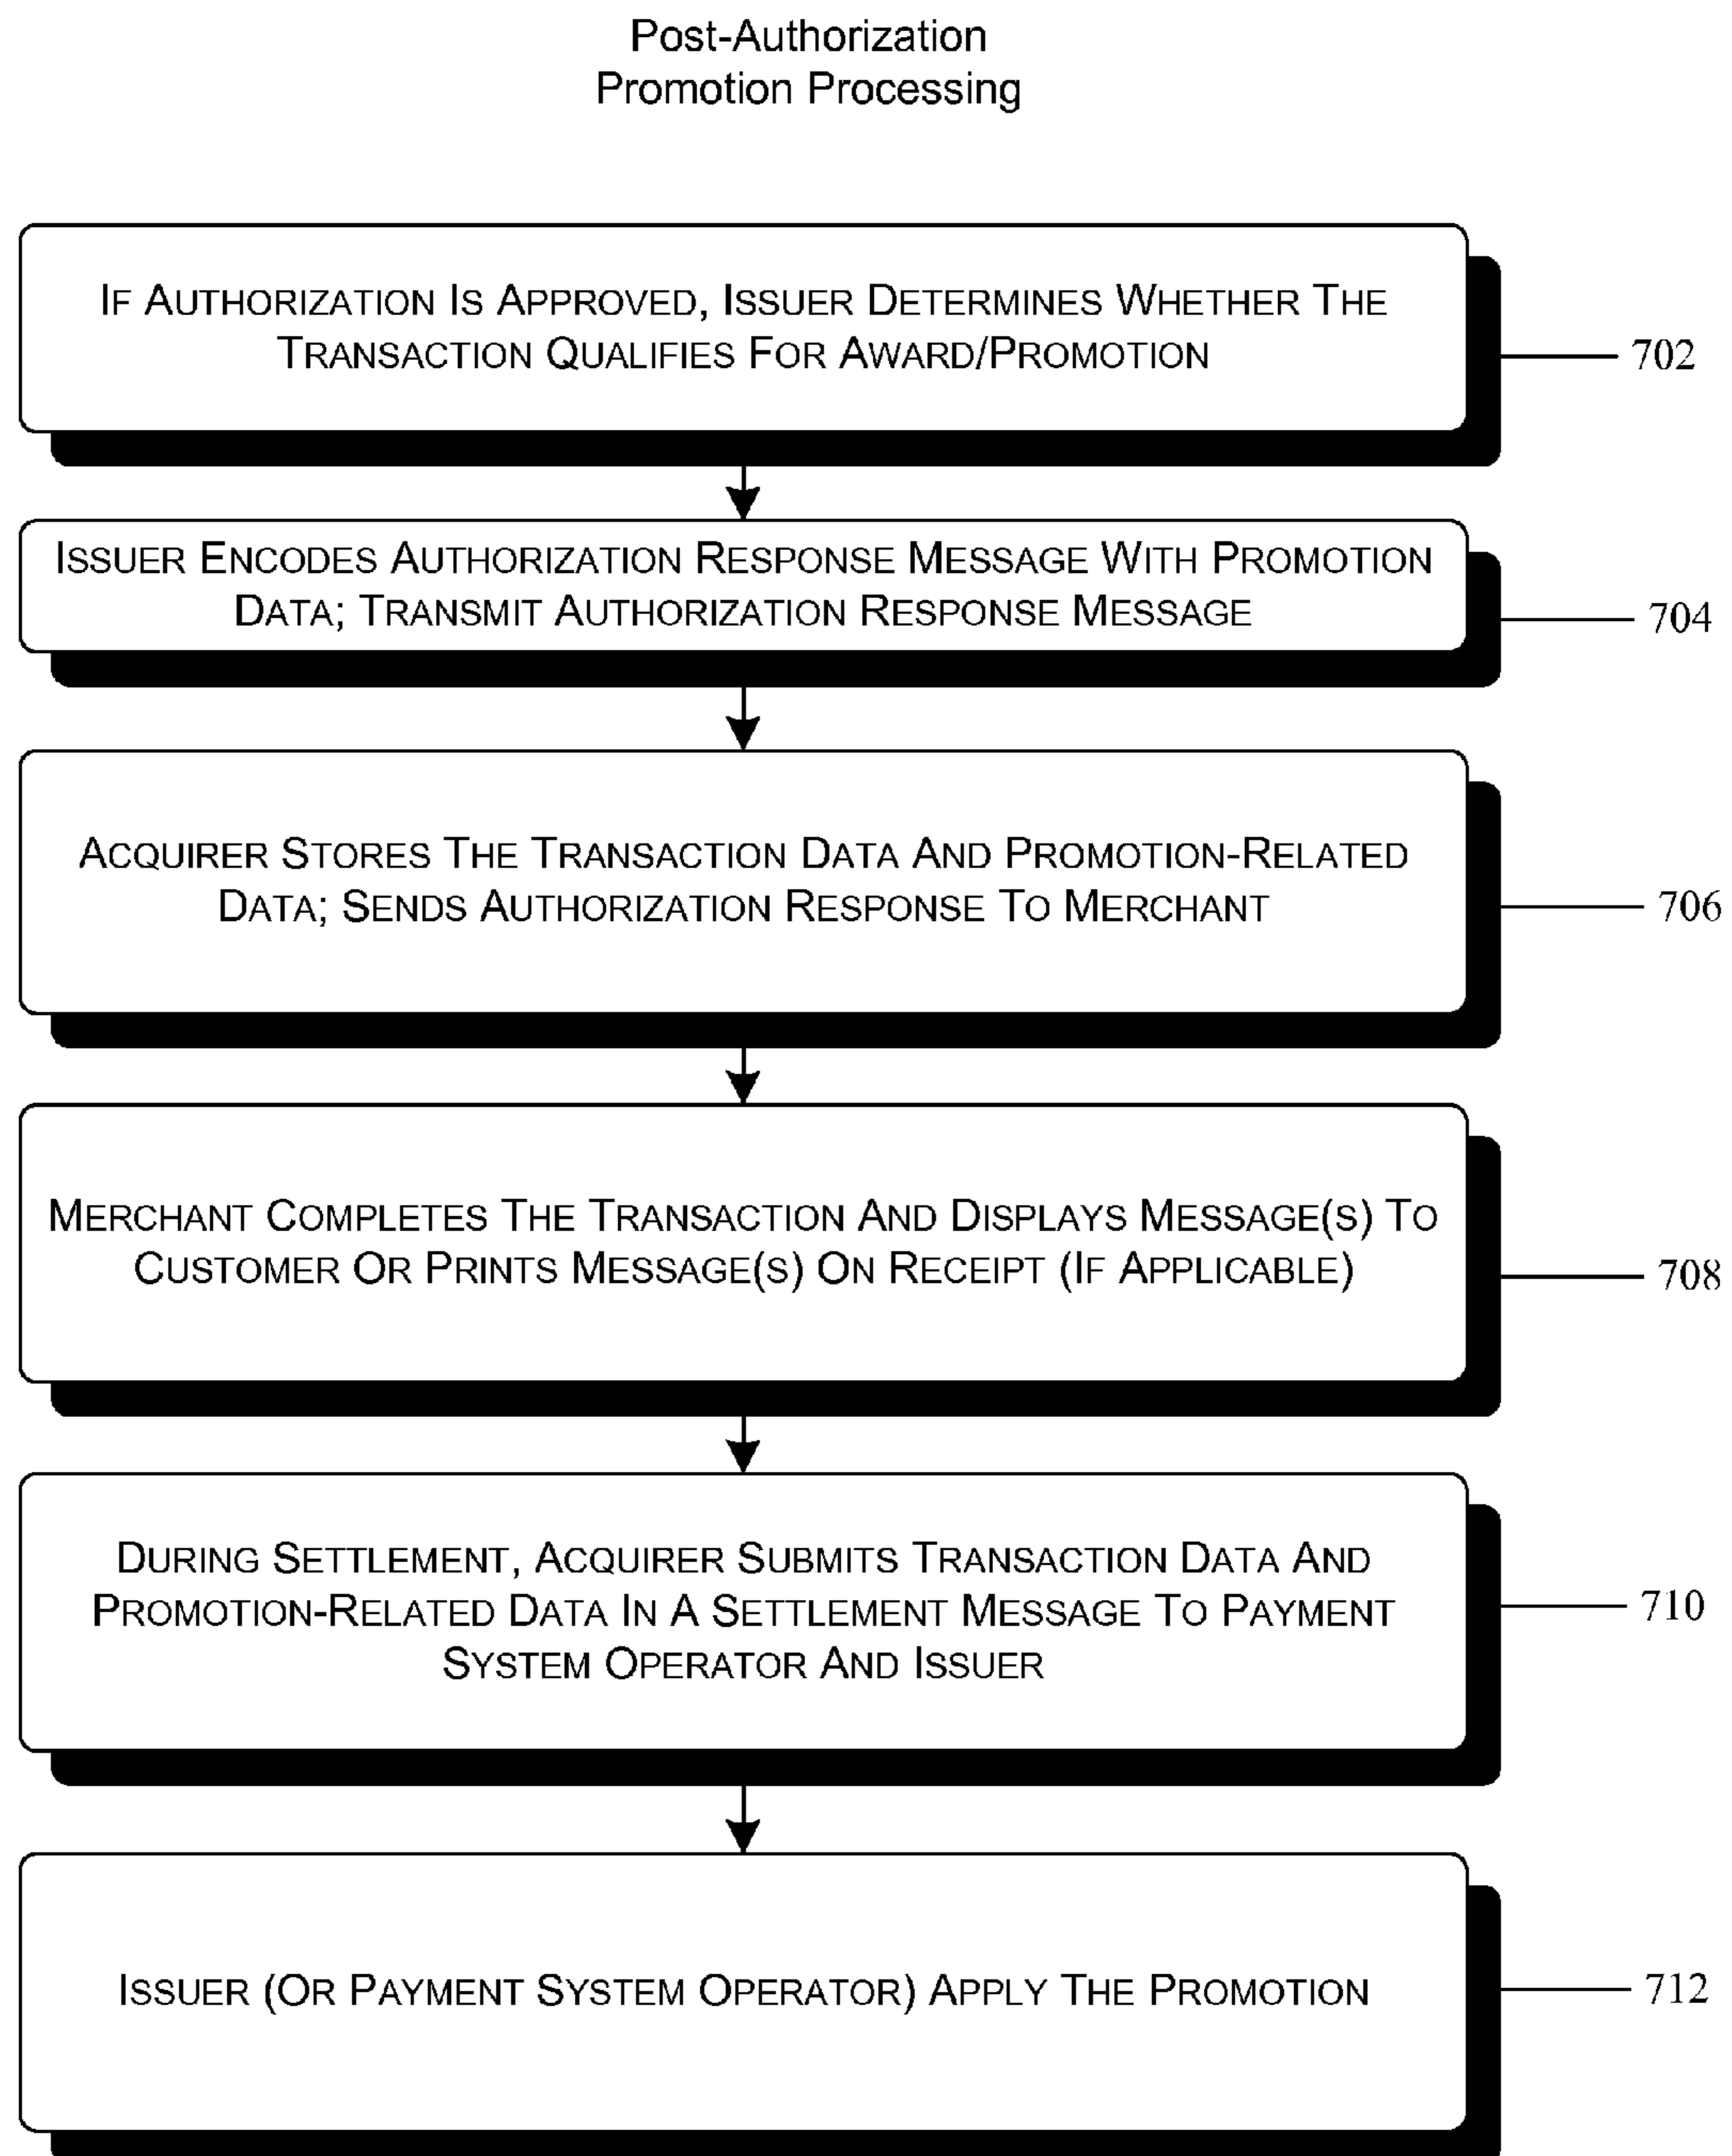 Post-Authorization
Promotion Processing
IF AUTHORIZATION IS APPROVED, ISSUER DETERMINES WHETHER THE
TRANSACTION QUALIFIES FOR AWARD/PROMOTION
702
ISSUER ENCODES AUTHORIZATION RESPONSE MESSAGE WITH PROMOTION
DATA; TRANSMIT AUTHORIZATION RESPONSE MESSAGE
704
ACQUIRER STORES THE TRANSACTION DATA AND PROMOTION-RELATED
DATA; SENDS AUTHORIZATION RESPONSE TO MERCHANT
706
MERCHANT COMPLETES THE TRANSACTION AND DISPLAYS MESSAGE(S) TO
CUSTOMER OR PRINTS MESSAGE(S) ON RECEIPT (IF APPLICABLE)
708
DURING SETTLEMENT, ACQUIRER SUBMITS TRANSACTION DATA AND
PROMOTION-RELATED DATA IN A SETTLEMENT MESSAGE TO PAYMENT
SYSTEM OPERATOR AND ISSUER
710
ISSUER (OR PAYMENT SYSTEM OPERATOR) APPLY THE PROMOTION
712